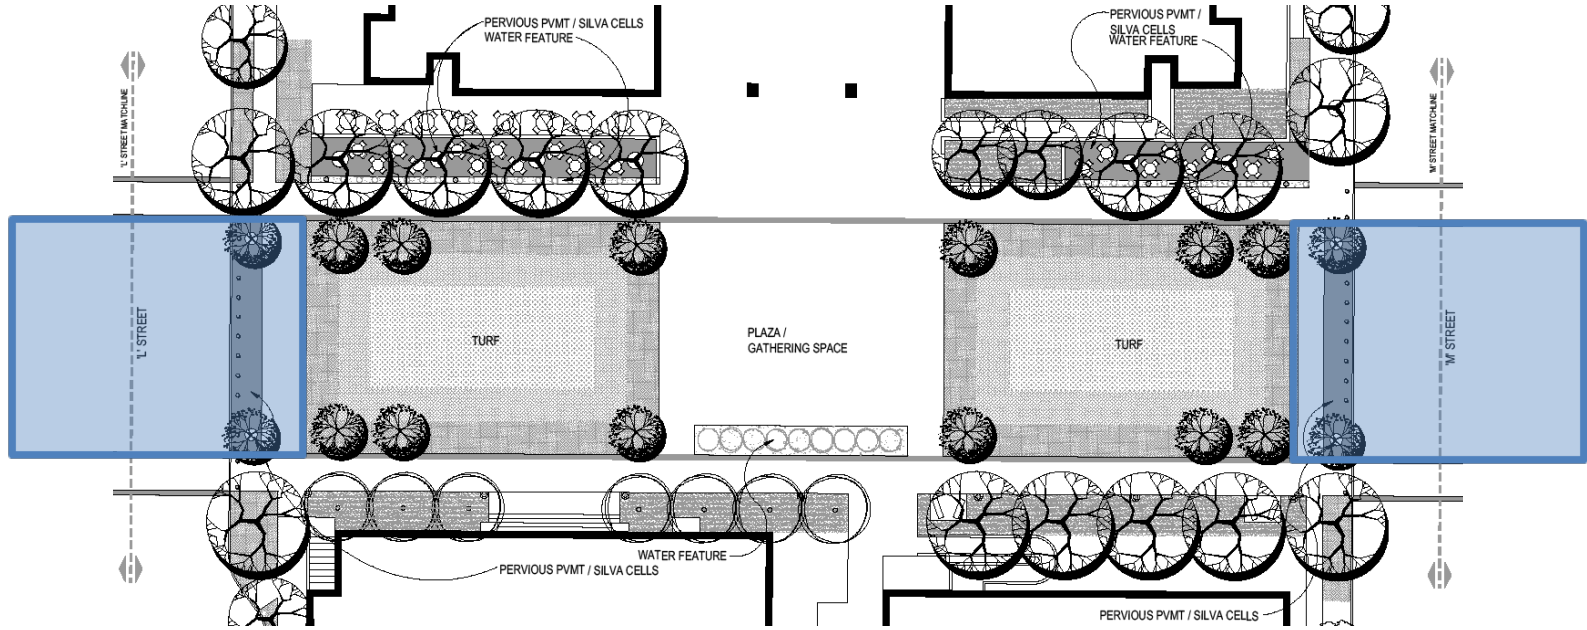 PERVIOUS PVMT / SILVA CELLS
WATER FEATURE
PERVIOUS PVMT /
SILVA CELLS
WATER FEATURE
'L' STREET MATCHLINE
'M' STREET MATCHLINE
'L' STREET
TURF
PLAZA /
GATHERING SPACE
TURF
'M' STREET
WATER FEATURE
PERVIOUS PVMT / SILVA CELLS
PERVIOUS PVMT / SILVA CELLS